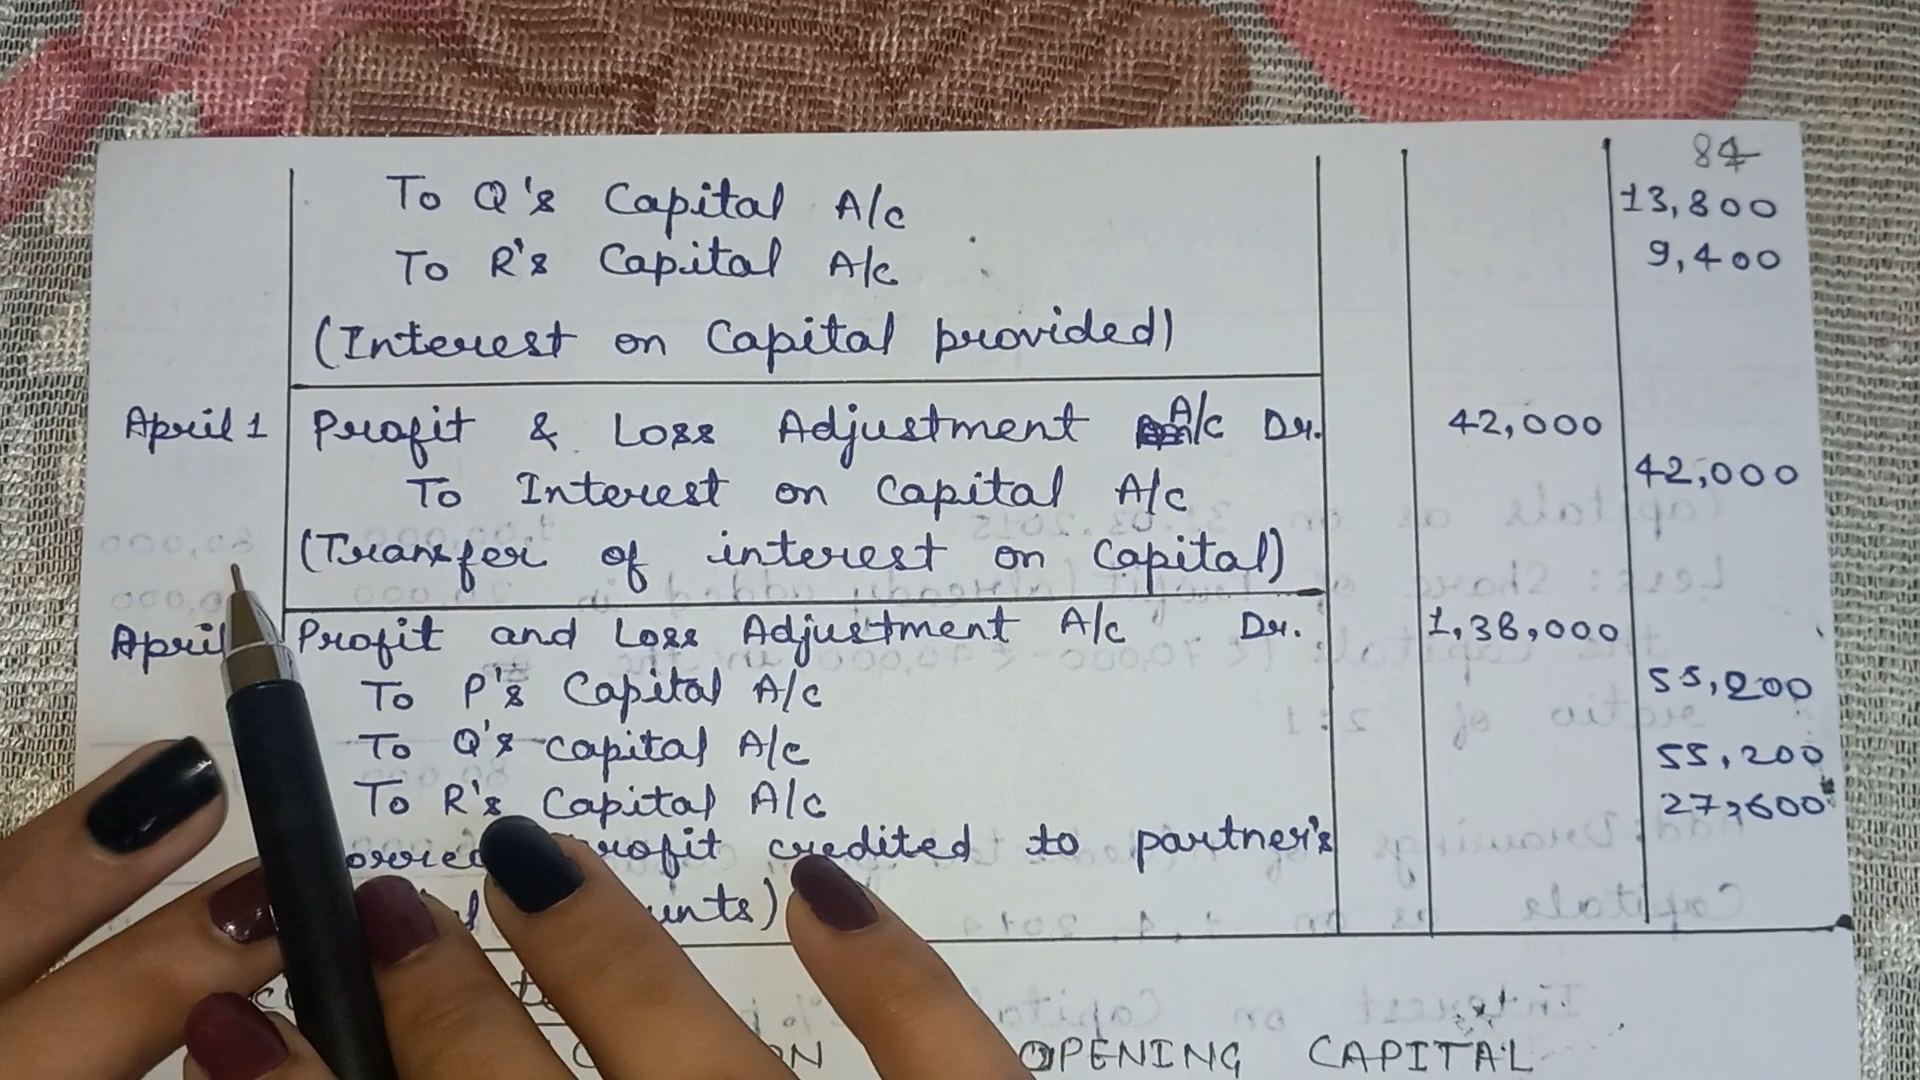 84
To Q's Capital A/c 13,800
To R's Capital A/c 9,400
(Interest on Capital provided)
April 1 Profit & Loss Adjustment A/c Dr. 42,000
To Interest on Capital A/c 42,000
(Transfer of interest on Capital)
April Profit and Loss Adjustment A/c Dr. 1,38,000
To P's Capital A/c 55,200
To Q's Capital A/c 55,200
To R's Capital A/c 27,600
credited to partner's
OPENING CAPITAL